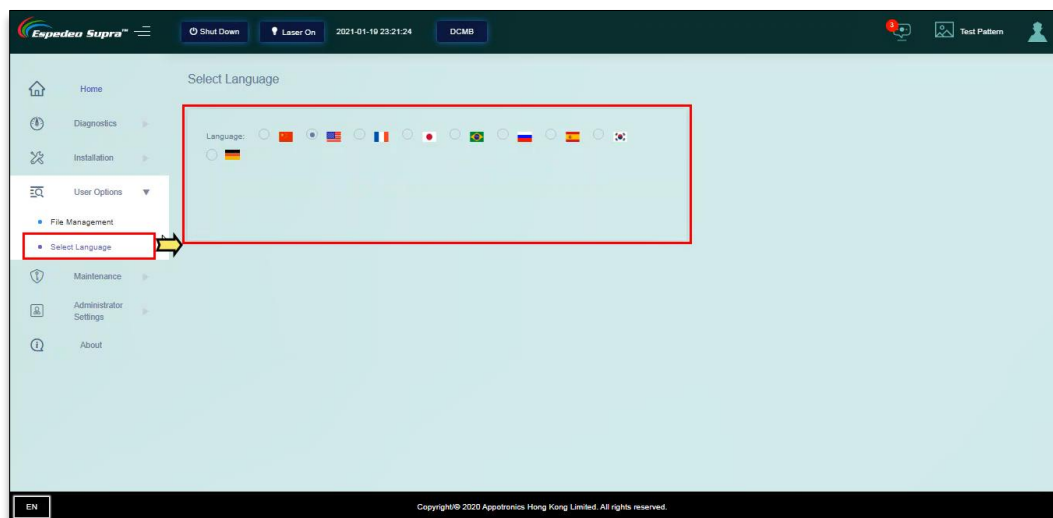 Espedeo Supra™
Shut Down
Laser On
2021-01-19 23:21:24
DCMB
3
Test Pattern
Home
Diagnostics
Installation
User Options
File Management
Select Language
Maintenance
Administrator
Settings
About
Select Language
Language:
EN
Copyright/© 2020 Appotronics Hong Kong Limited. All rights reserved.